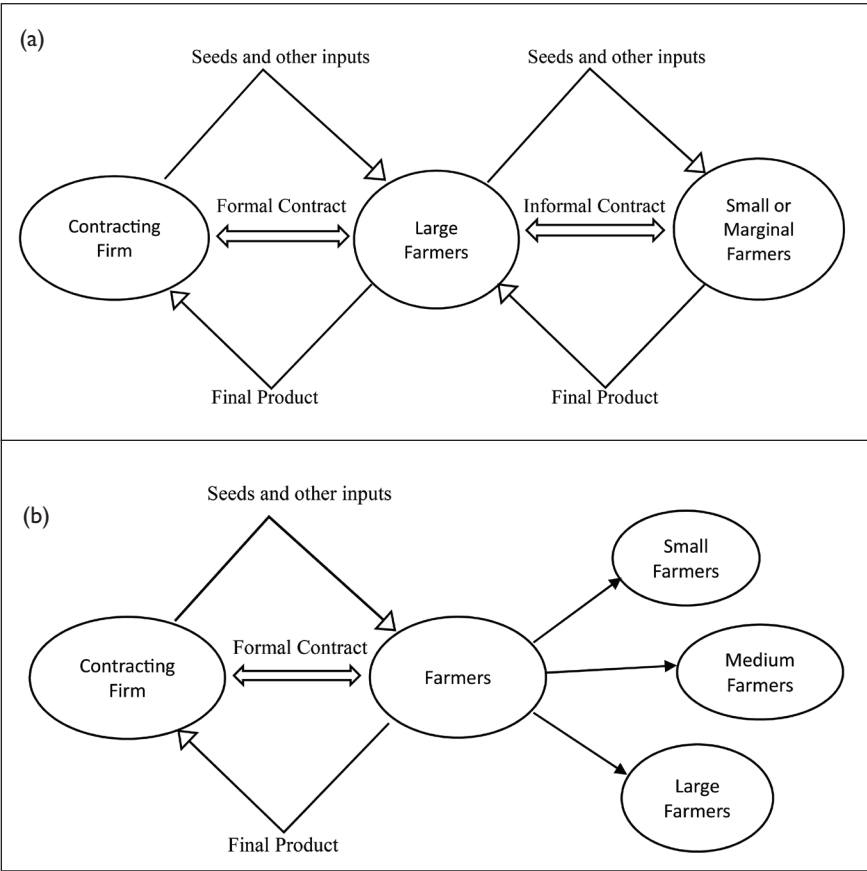 (a)
Seeds and other inputs
Seeds and other inputs
Contracting
Firm
Formal Contract
Large
Farmers
Informal Contract
Small or
Marginal
Farmers
Final Product
Final Product
(b)
Seeds and other inputs
Contracting
Firm
Formal Contract
Farmers
Small
Farmers
Medium
Farmers
Large
Farmers
Final Product